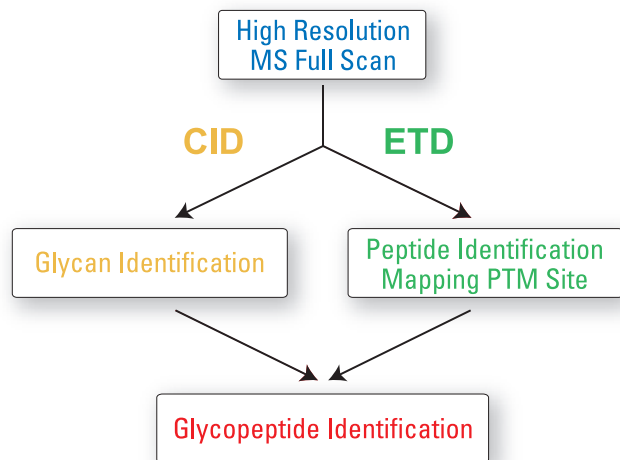 High Resolution
MS Full Scan
CID
ETD
Glycan Identification
Peptide Identification
Mapping PTM Site
Glycopeptide Identification